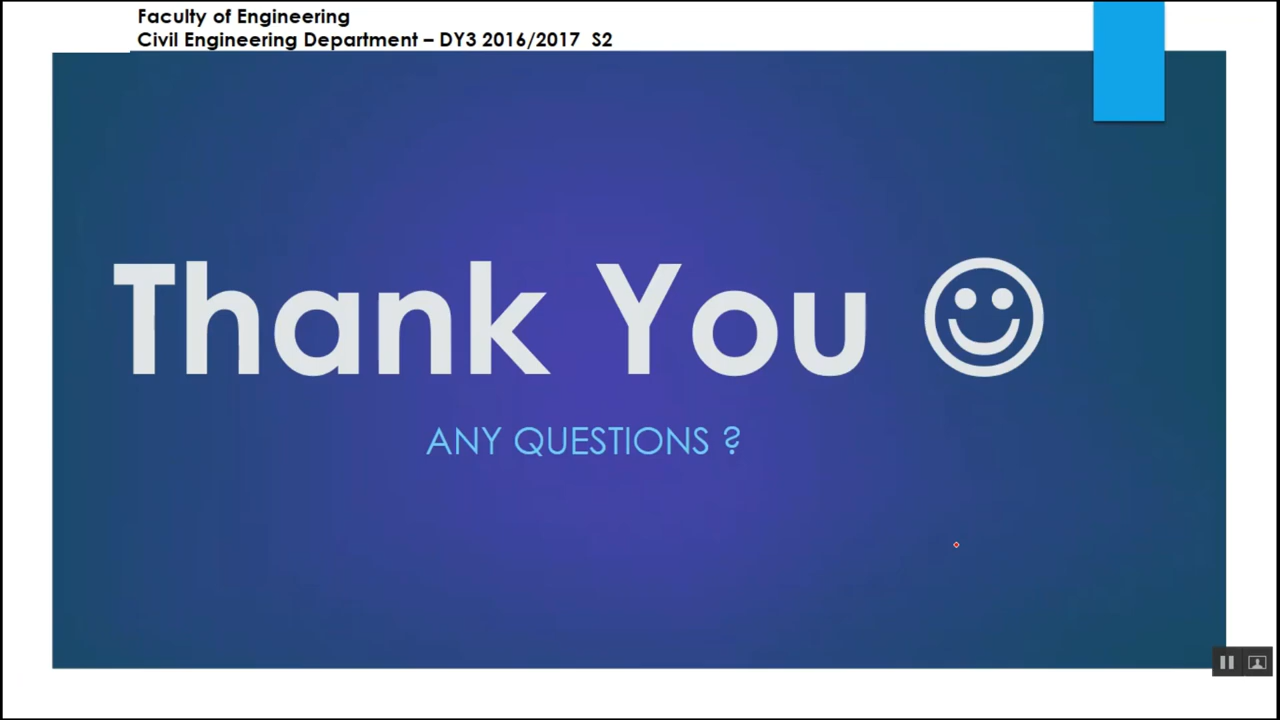 Faculty of Engineering
Civil Engineering Department – DY3 2016/2017 S2
Thank You ☺
ANY QUESTIONS ?